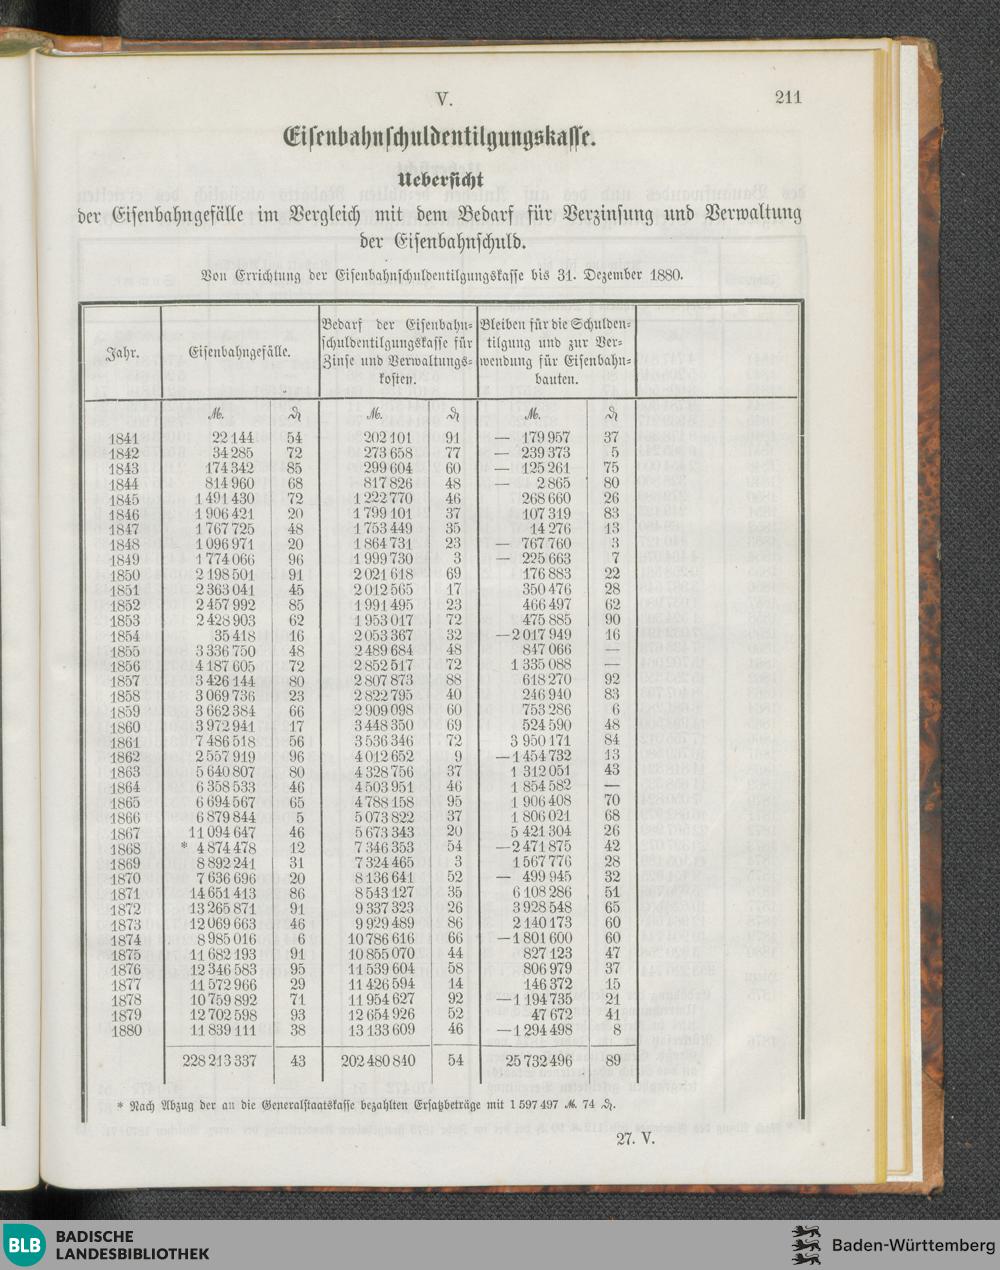 V.
211
Eisenbahnschuldentilgungskasse.
Uebersicht
der Eisenbahngefälle im Vergleich mit dem Bedarf für Verzinsung und Verwaltung
der Eisenbahnschuld.
Von Errichtung der Eisenbahnschuldentilgungskasse bis 31. Dezember 1880.
Jahr. Eisenbahngefälle. Bedarf der Eisenbahn-
schuldentilgungskasse für
Zinse und Verwaltungs-
kosten. Bleiben für die Schulden-
tilgung und zur Ver-
wendung für Eisenbahn-
bauten.
ℳ. ₰ ℳ. ₰ ℳ. ₰
1841 22 144 54 202 101 91 — 179 957 37
1842 34 285 72 273 658 77 — 239 373 5
1843 174 342 85 299 604 60 — 125 261 75
1844 814 960 68 817 826 48 — 2 865 80
1845 1 491 430 72 1 222 770 46 268 660 26
1846 1 906 421 20 1 799 101 37 107 319 83
1847 1 767 725 48 1 753 449 35 14 276 13
1848 1 096 971 20 1 864 731 23 — 767 760 3
1849 1 774 066 96 1 999 730 3 — 225 663 7
1850 2 198 501 91 2 021 618 69 176 883 22
1851 2 363 041 45 2 012 565 17 350 476 28
1852 2 457 992 85 1 991 495 23 466 497 62
1853 2 428 903 62 1 953 017 72 475 885 90
1854 35 418 16 2 053 367 32 —2 017 949 16
1855 3 336 750 48 2 489 684 48 847 066 —
1856 4 187 605 72 2 852 517 72 1 335 088 —
1857 3 426 144 80 2 807 873 88 618 270 92
1858 3 069 736 23 2 822 795 40 246 940 83
1859 3 662 384 66 2 909 098 60 753 286 6
1860 3 972 941 17 3 448 350 69 524 590 48
1861 7 486 518 56 3 536 346 72 3 950 171 84
1862 2 557 919 96 4 012 652 9 —1 454 732 13
1863 5 640 807 80 4 328 756 37 1 312 051 43
1864 6 358 533 46 4 503 951 46 1 854 582 —
1865 6 694 567 65 4 788 158 95 1 906 408 70
1866 6 879 844 5 5 073 822 37 1 806 021 68
1867 11 094 647 46 5 673 343 20 5 421 304 26
1868 * 4 874 478 12 7 346 353 54 —2 471 875 42
1869 8 892 241 31 7 324 465 3 1 567 776 28
1870 7 636 696 20 8 136 641 52 — 499 945 32
1871 14 651 413 86 8 543 127 35 6 108 286 51
1872 13 265 871 91 9 337 323 26 3 928 548 65
1873 12 069 663 46 9 929 489 86 2 140 173 60
1874 8 985 016 6 10 786 616 66 —1 801 600 60
1875 11 682 193 91 10 855 070 44 827 123 47
1876 12 346 583 95 11 539 604 58 806 979 37
1877 11 572 966 29 11 426 594 14 146 372 15
1878 10 759 892 71 11 954 627 92 —1 194 735 21
1879 12 702 598 93 12 654 926 52 47 672 41
1880 11 839 111 38 13 133 609 46 —1 294 498 8
228 213 337 43 202 480 840 54 25 732 496 89
* Nach Abzug der an die Generalstaatskasse bezahlten Ersatzbeträge mit 1 597 497 ℳ. 74 ₰.
27. V.
BLB BADISCHE
LANDESBIBLIOTHEK
Baden-Württemberg